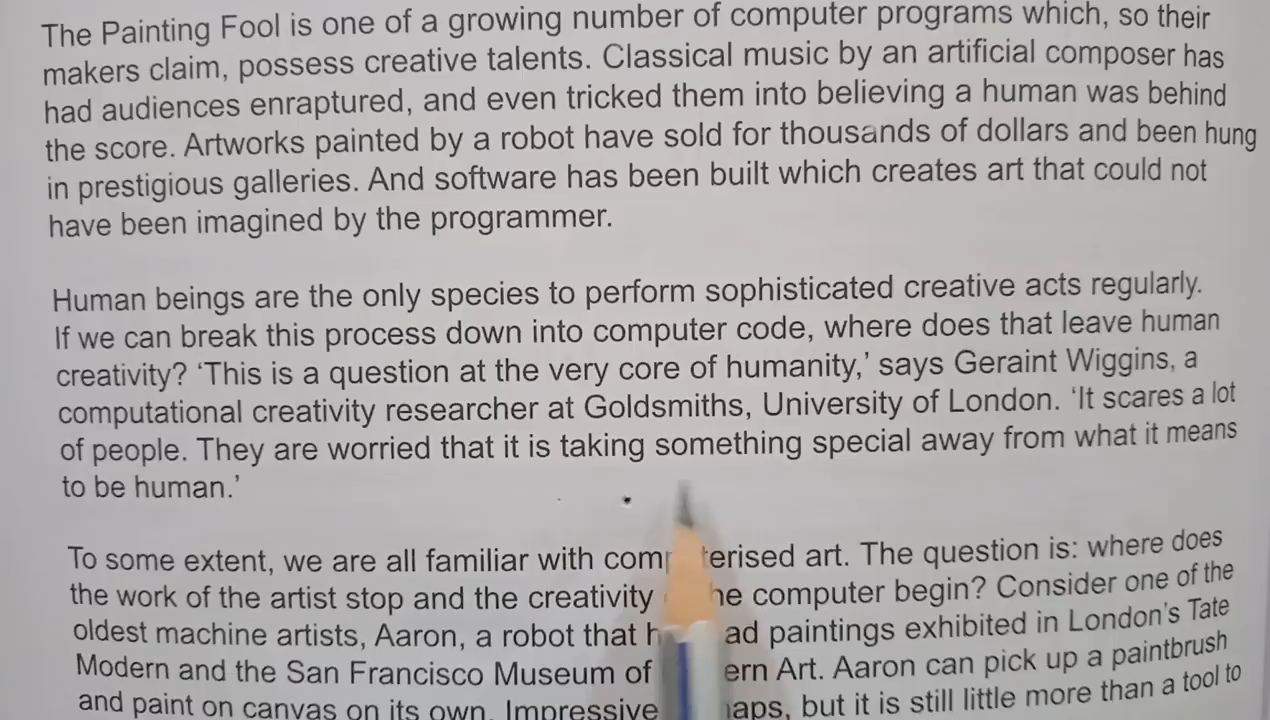 The Painting Fool is one of a growing number of computer programs which, so their
makers claim, possess creative talents. Classical music by an artificial composer has
had audiences enraptured, and even tricked them into believing a human was behind
the score. Artworks painted by a robot have sold for thousands of dollars and been hung
in prestigious galleries. And software has been built which creates art that could not
have been imagined by the programmer.
Human beings are the only species to perform sophisticated creative acts regularly.
If we can break this process down into computer code, where does that leave human
creativity? ‘This is a question at the very core of humanity,’ says Geraint Wiggins, a
computational creativity researcher at Goldsmiths, University of London. ‘It scares a lot
of people. They are worried that it is taking something special away from what it means
to be human.’
To some extent, we are all familiar with art. The question is: where does
the work of the artist stop and the creativity computer begin? Consider one of the
oldest machine artists, Aaron, a robot that paintings exhibited in London’s Tate
Modern and the San Francisco Museum of Art. Aaron can pick up a paintbrush
and paint on canvas on its own. Impressive but it is still little more than a tool to